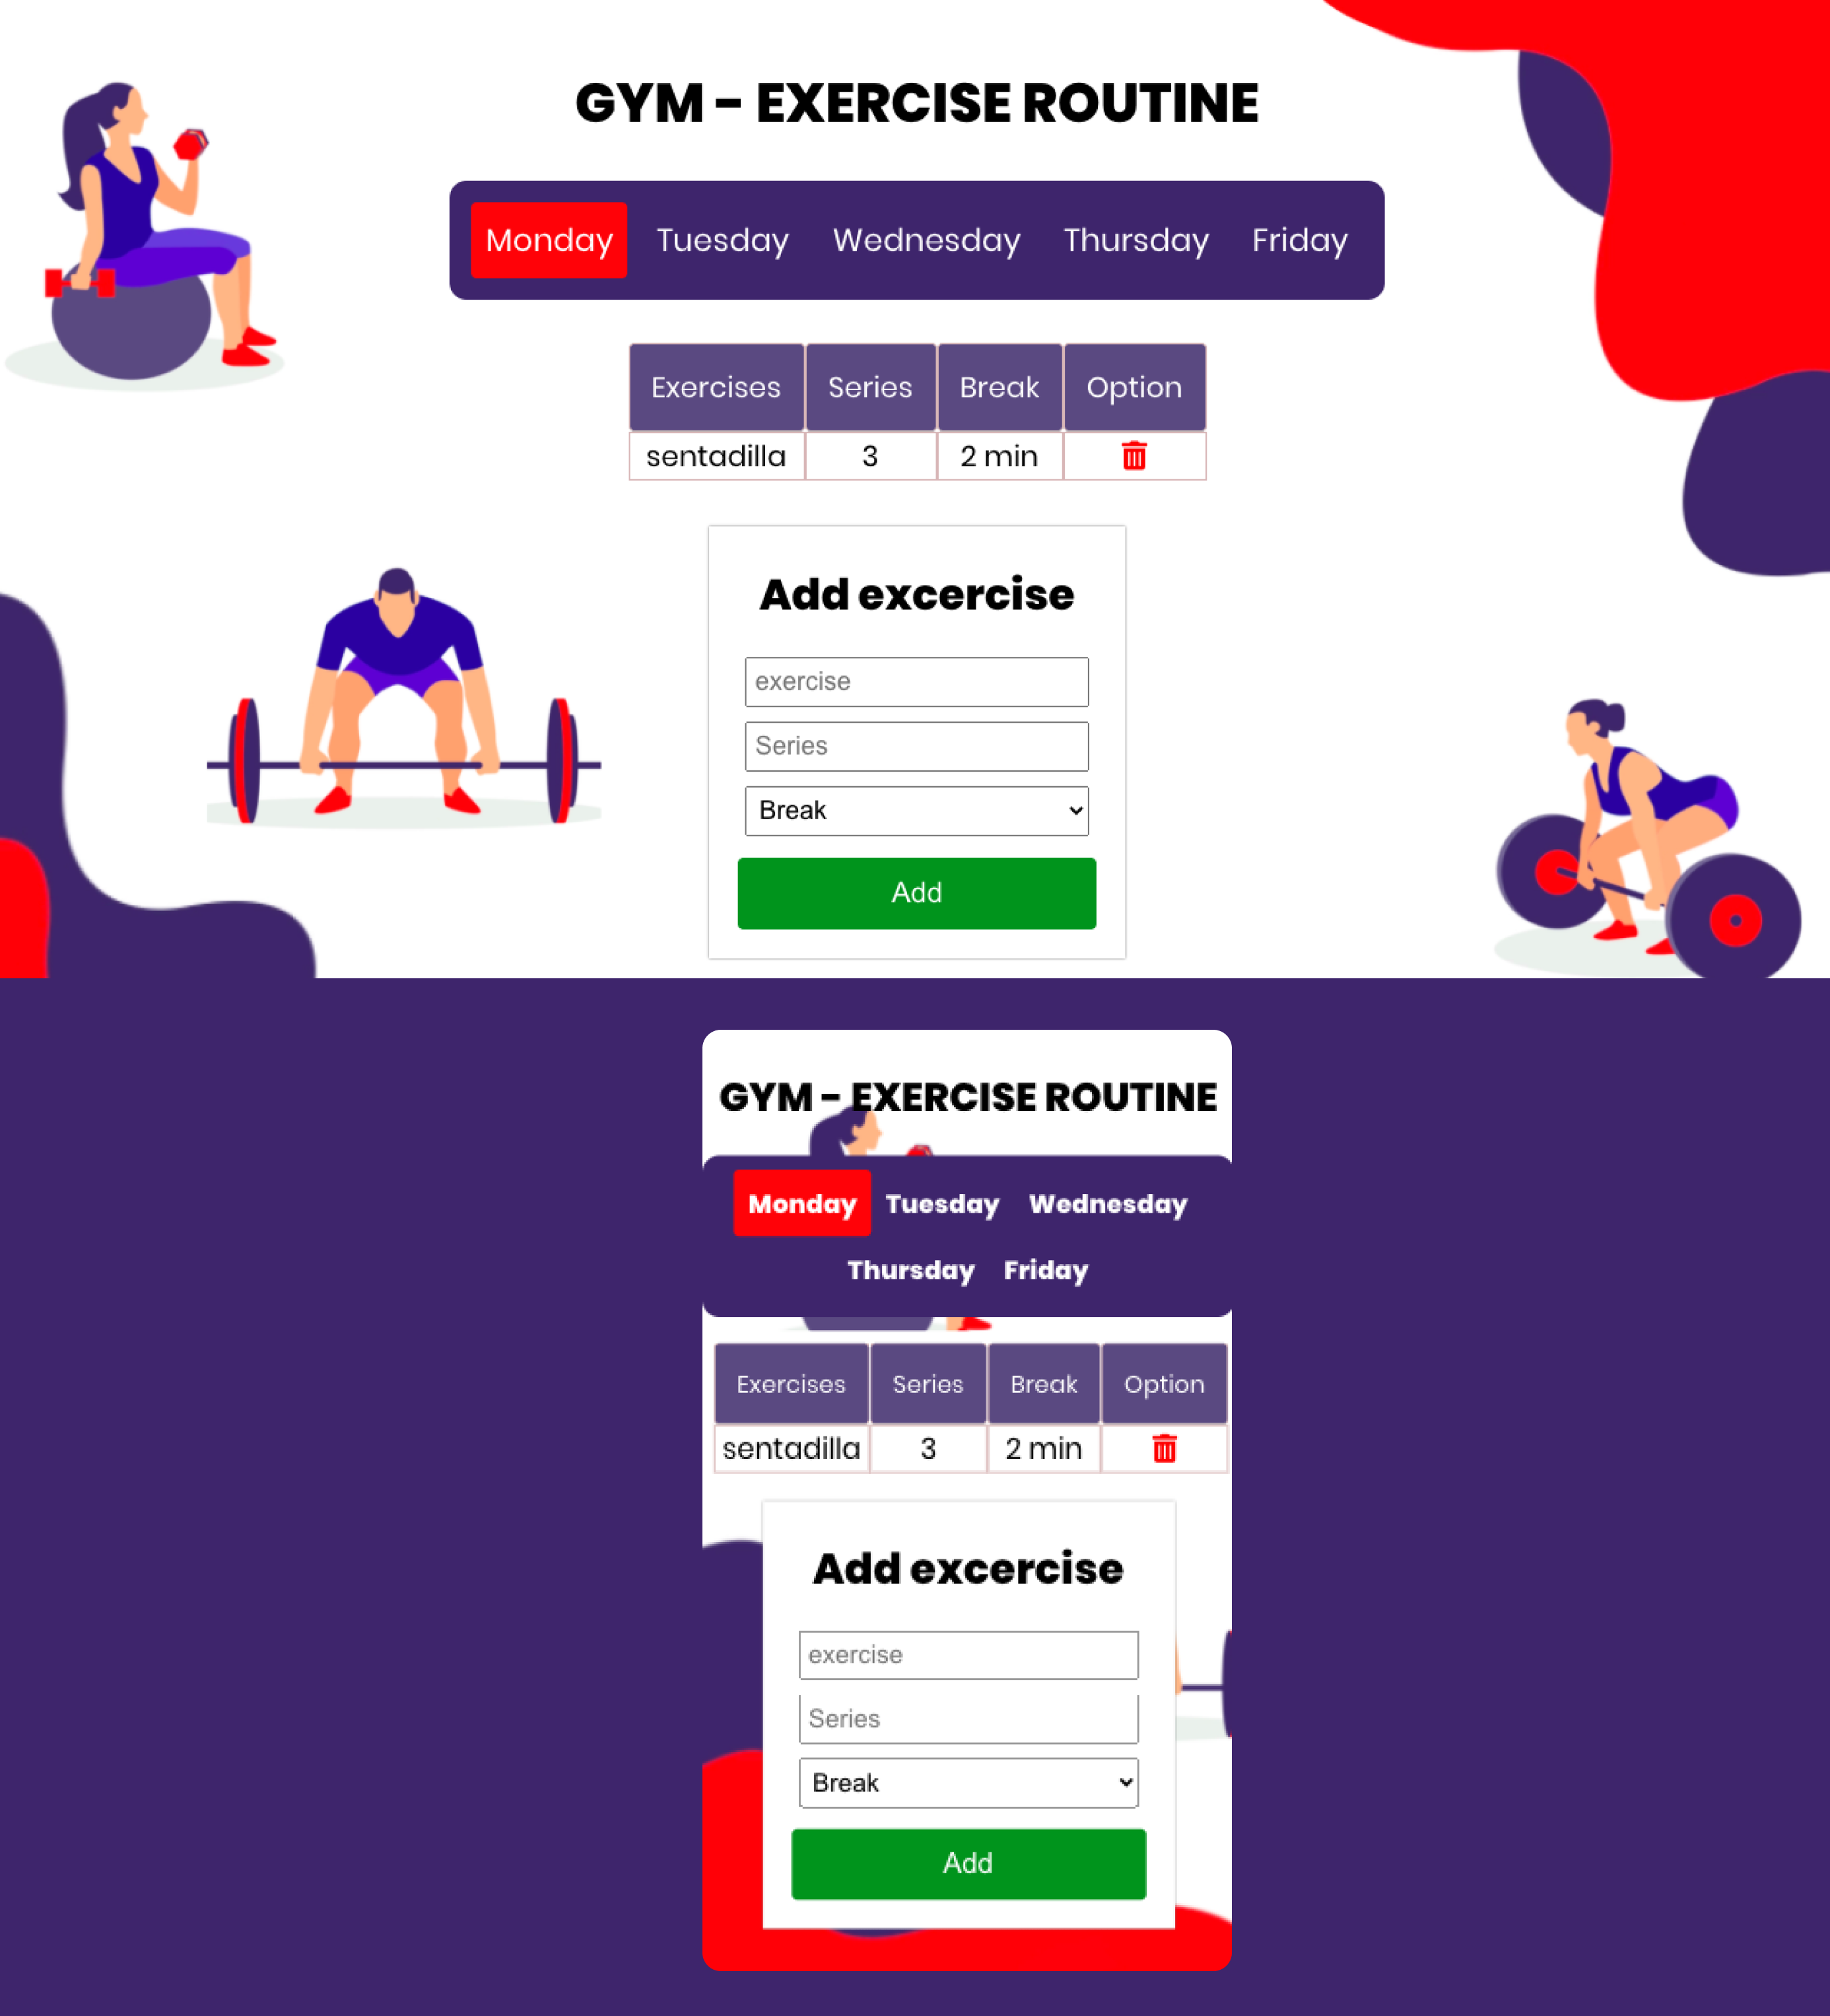 GYM - EXERCISE ROUTINE
Monday Tuesday Wednesday Thursday Friday
Exercises Series Break Option
sentadilla 3 2 min
Add excercise
exercise
Series
Break
Add
GYM - EXERCISE ROUTINE
Monday Tuesday Wednesday
Thursday Friday
Exercises Series Break Option
sentadilla 3 2 min
Add excercise
exercise
Series
Break
Add